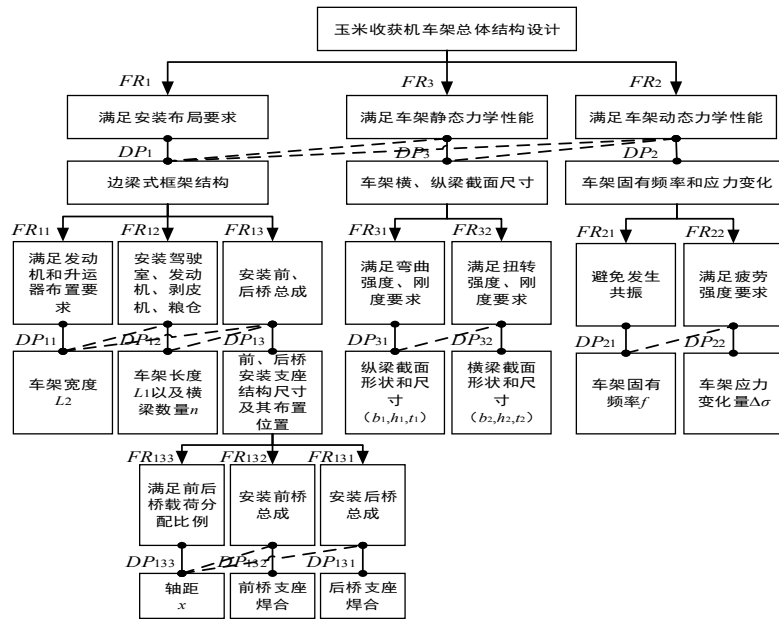 玉米收获机车架总体结构设计
FR1
FR3
FR2
满足安装布局要求
满足车架静态力学性能
满足车架动态力学性能
DP1
DP3
DP2
边梁式框架结构
车架横、纵梁截面尺寸
车架固有频率和应力变化
FR11
FR12
FR13
FR31
FR32
FR21
FR22
满足发动
机和升运
器布置要
求
安装驾驶
室、发动
机、剥皮
机、粮仓
安装前、
后桥总成
满足弯曲
强度、刚
度要求
满足扭转
强度、刚
度要求
避免发生
共振
满足疲劳
强度要求
DP11
DP12
DP13
DP31
DP32
DP21
DP22
车架宽度
L2
车架长度
L1以及横
梁数量n
前、后桥
安装支座
结构尺寸
及其布置
位置
纵梁截面
形状和尺
寸
(b1,h1,t1)
横梁截面
形状和尺
寸
(b2,h2,t2)
车架固有
频率f
车架应力
变化量Δσ
FR133
FR132
FR131
满足前后
桥载荷分
配比例
安装前桥
总成
安装后桥
总成
DP133
DP132
DP131
轴距
x
前桥支座
焊合
后桥支座
焊合